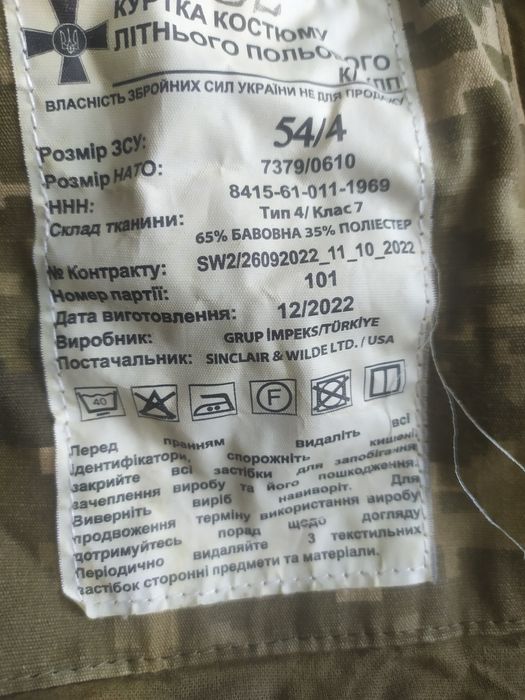 КУРТКА КОСТЮМУ
ЛІТНЬОГО ПОЛЬОВОГО
ВЛАСНІСТЬ ЗБРОЙНИХ СИЛ УКРАЇНИ НЕ ДЛЯ ПРОДАЖУ
Розмір ЗСУ: 54/4
Розмір НАТО: 7379/0610
ННН: 8415-61-011-1969
Склад тканини: Тип 4/ Клас 7
65% БАВОВНА 35% ПОЛІЕСТЕР
№ Контракту: SW2/26092022_11_10_2022
Номер партії: 101
Дата виготовлення: 12/2022
Виробник: GRUP İMPEKS/TÜRKİYE
Постачальник: SINCLAIR & WILDE LTD. / USA
40 F
Перед пранням видаліть всі
ідентифікатори, спорожніть кишені,
закрийте всі застібки для запобігання
зачеплення виробу та його пошкодження.
Виверніть виріб навиворіт. Для
продвоження терміну використання виробу
дотримуйтесь порад щодо догляду
Періодично видаляйте з текстильних
застібок сторонні предмети та матеріали.